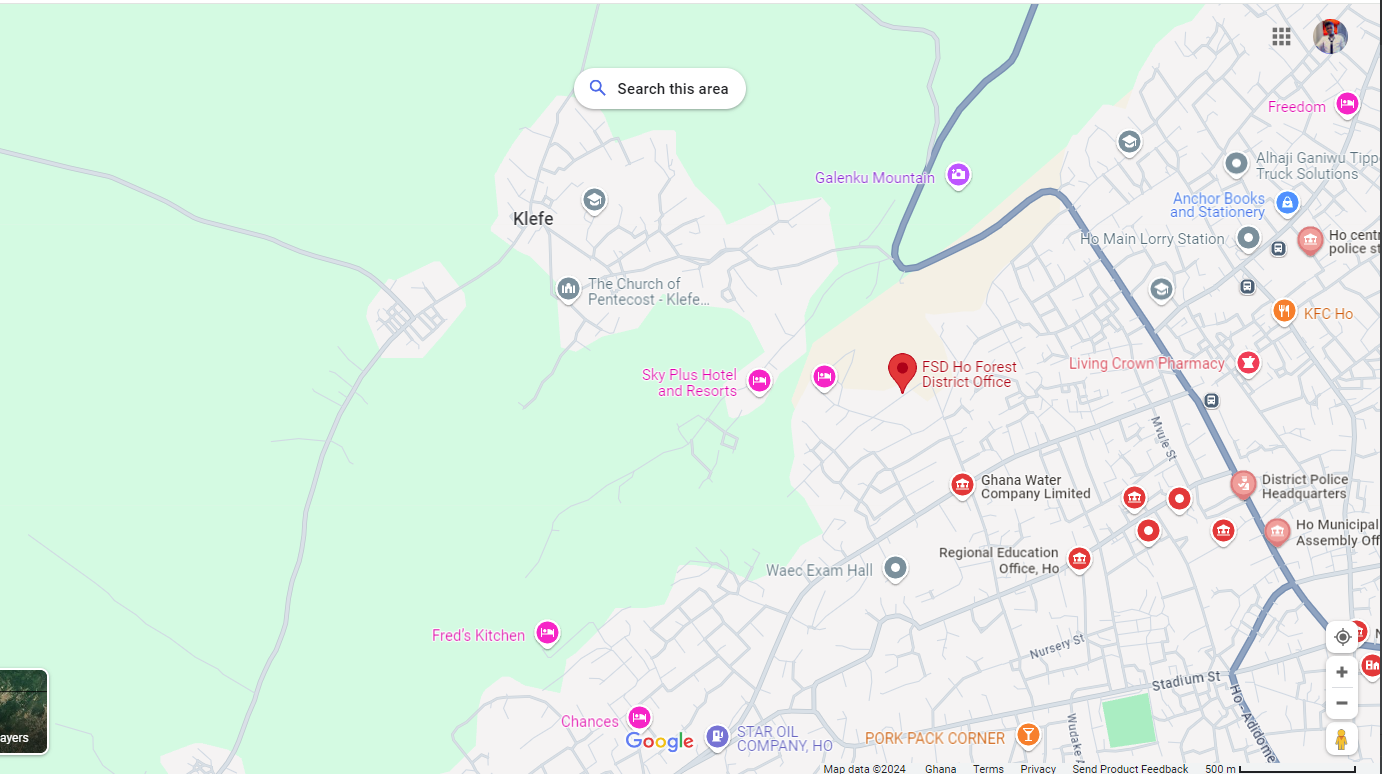 Search this area
Freedom
Alhaji Ganiwu Tipp
Truck Solutions
Galenku Mountain
Anchor Books
and Stationery
Klefe
Ho Main Lorry Station
Ho centr
police st
The Church of
Pentecost - Klefe...
KFC Ho
Living Crown Pharmacy
Sky Plus Hotel
and Resorts
FSD Ho Forest
District Office
Mvule St
Ghana Water
Company Limited
District Police
Headquarters
Ho Municipal
Assembly Off
Regional Education
Office, Ho
Waec Exam Hall
Fred's Kitchen
N
Nursery St
Stadium St
Ho - Adidome
Wudake A
Chances
Google
STAR OIL
COMPANY, HO
PORK PACK CORNER
ayers
Map data ©2024 Ghana Terms Privacy Send Product Feedback 500 m